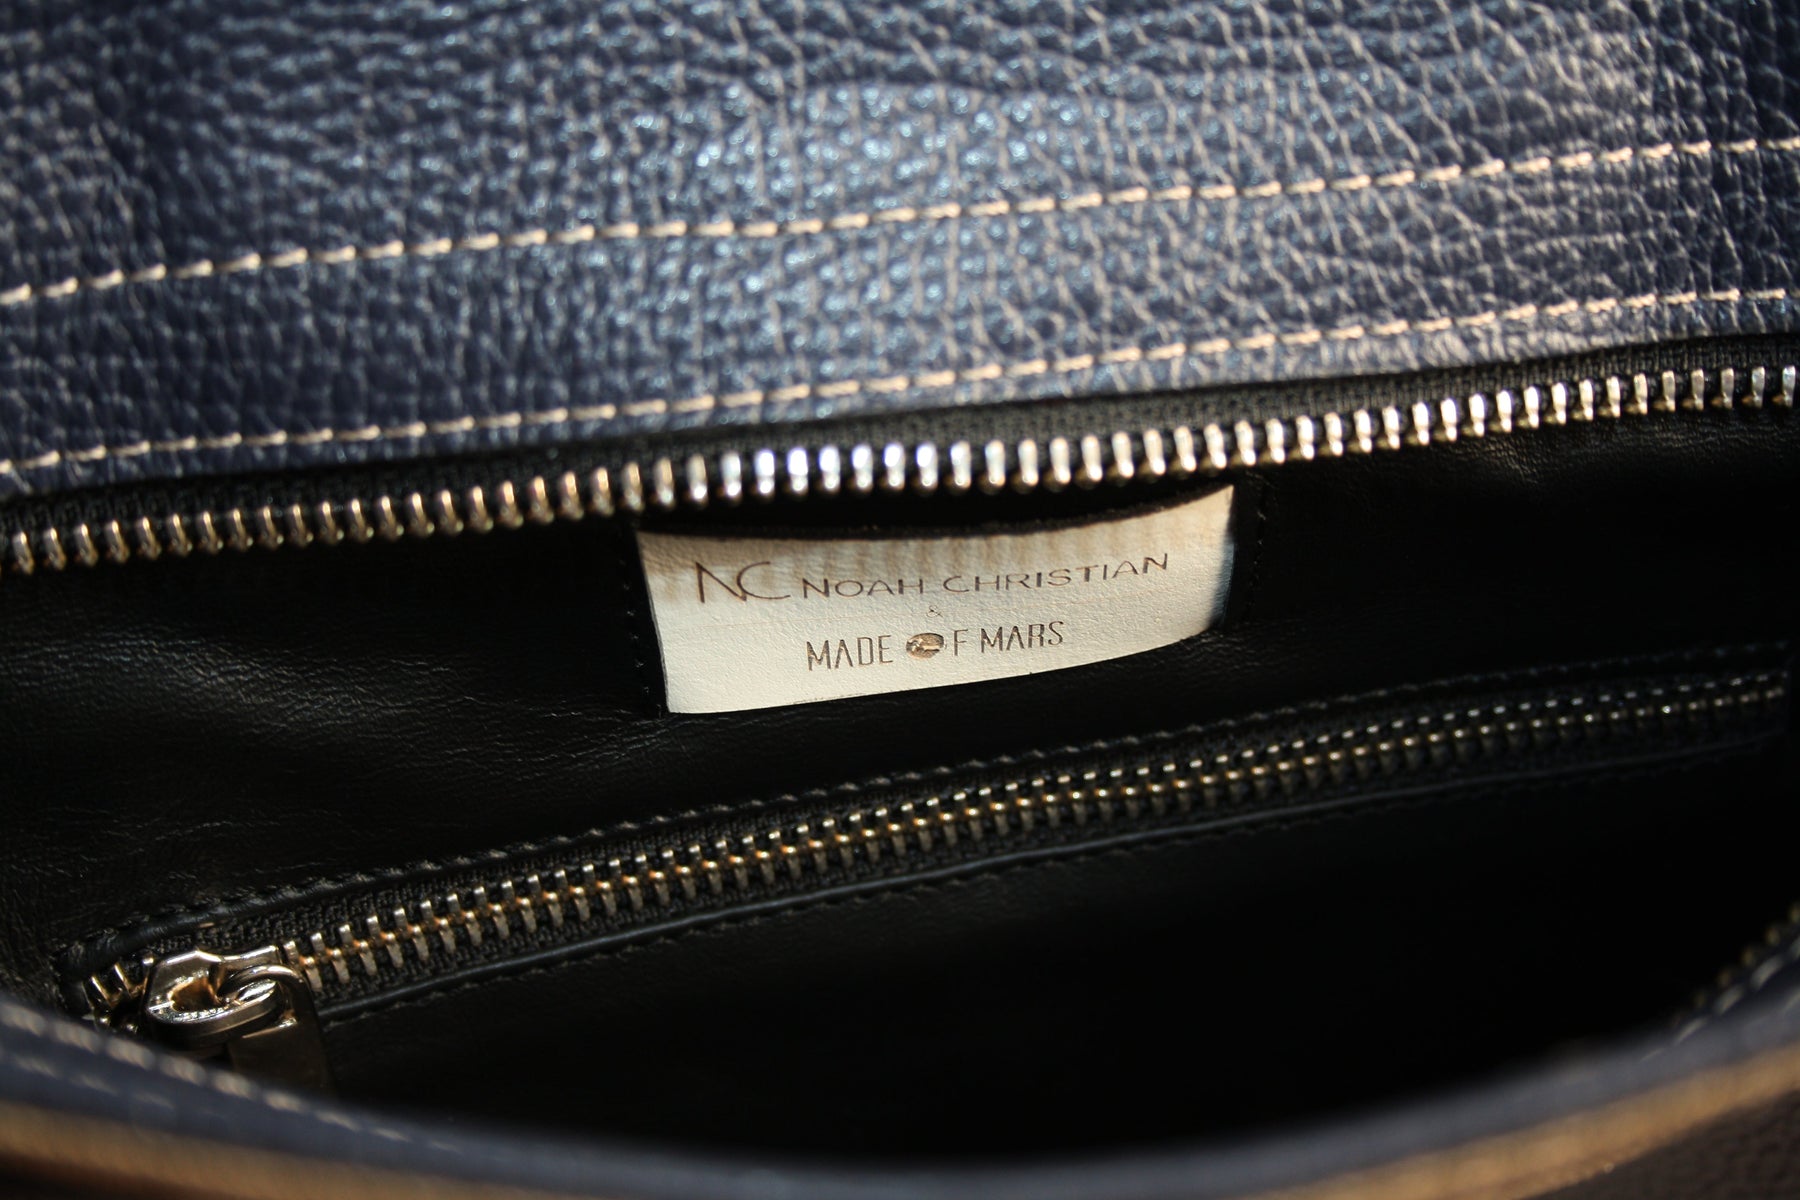 NC NOAH CHRISTIAN
&
MADE OF MARS